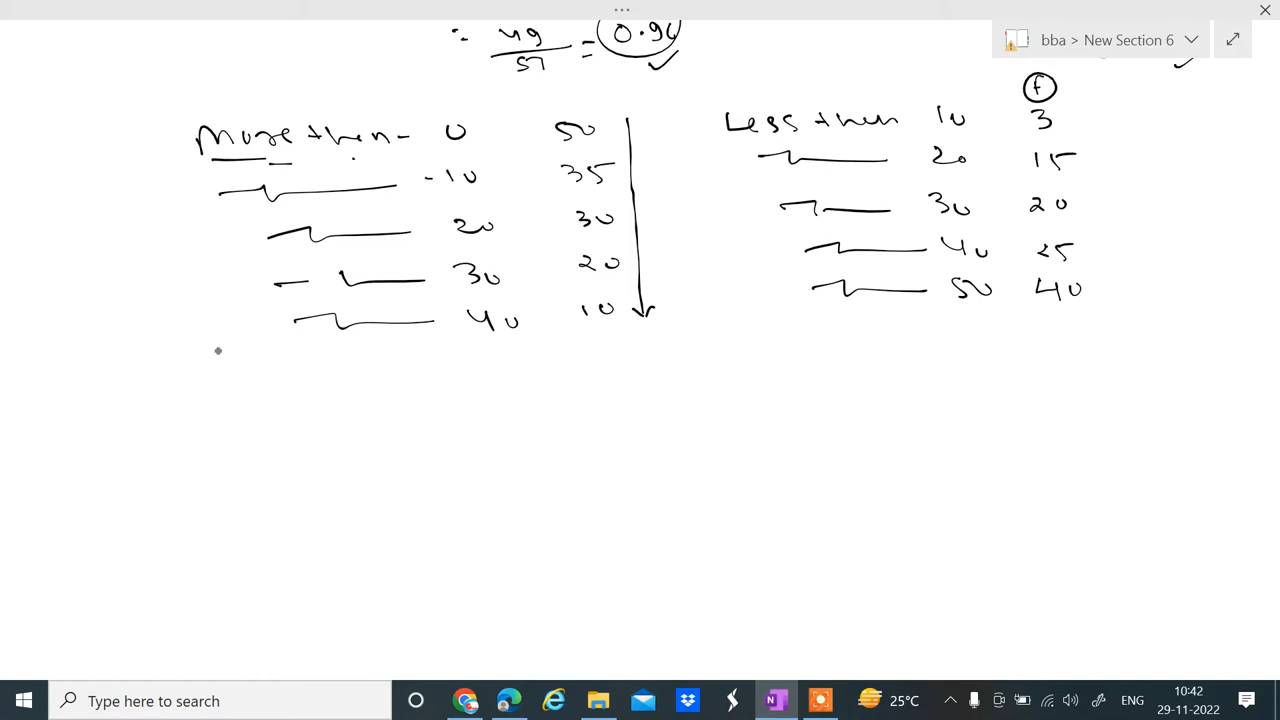 = 49/57 = 0.94
bba > New Section 6
f
More then - 0 50
- 10 35
20 30
30 20
40 10
Less then 10 3
20 15
30 20
40 25
50 40
Type here to search
25°C
ENG
10:42
29-11-2022